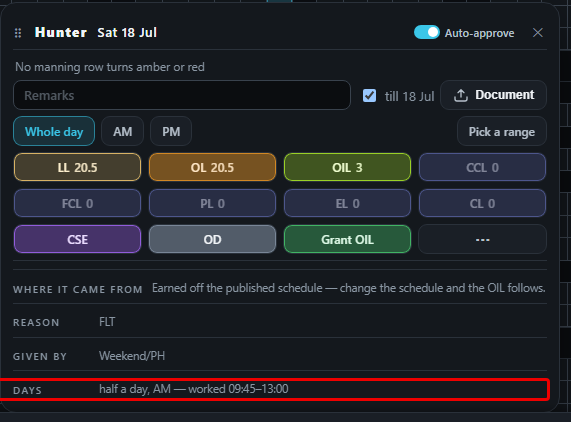 Hunter Sat 18 Jul Auto-approve
No manning row turns amber or red
Remarks till 18 Jul Document
Whole day AM PM Pick a range
LL 20.5 OL 20.5 OIL 3 CCL 0
FCL 0 PL 0 EL 0 CL 0
CSE OD Grant OIL ---
WHERE IT CAME FROM Earned off the published schedule — change the schedule and the OIL follows.
REASON FLT
GIVEN BY Weekend/PH
DAYS half a day, AM — worked 09:45–13:00